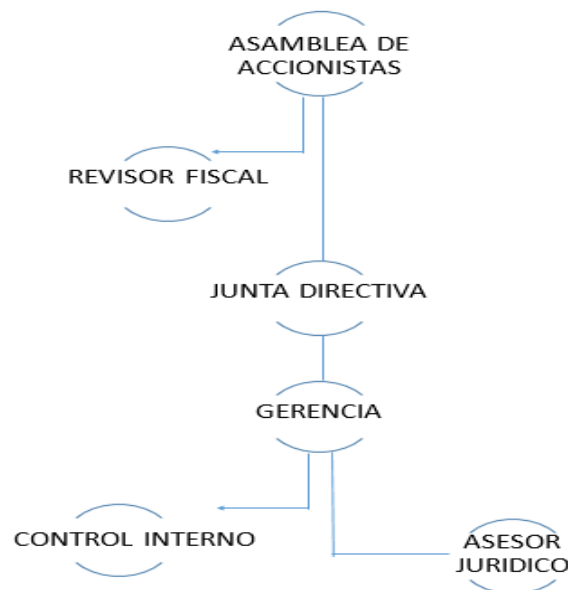 ASAMBLEA DE
ACCIONISTAS
REVISOR FISCAL
JUNTA DIRECTIVA
GERENCIA
CONTROL INTERNO
ASESOR
JURIDICO